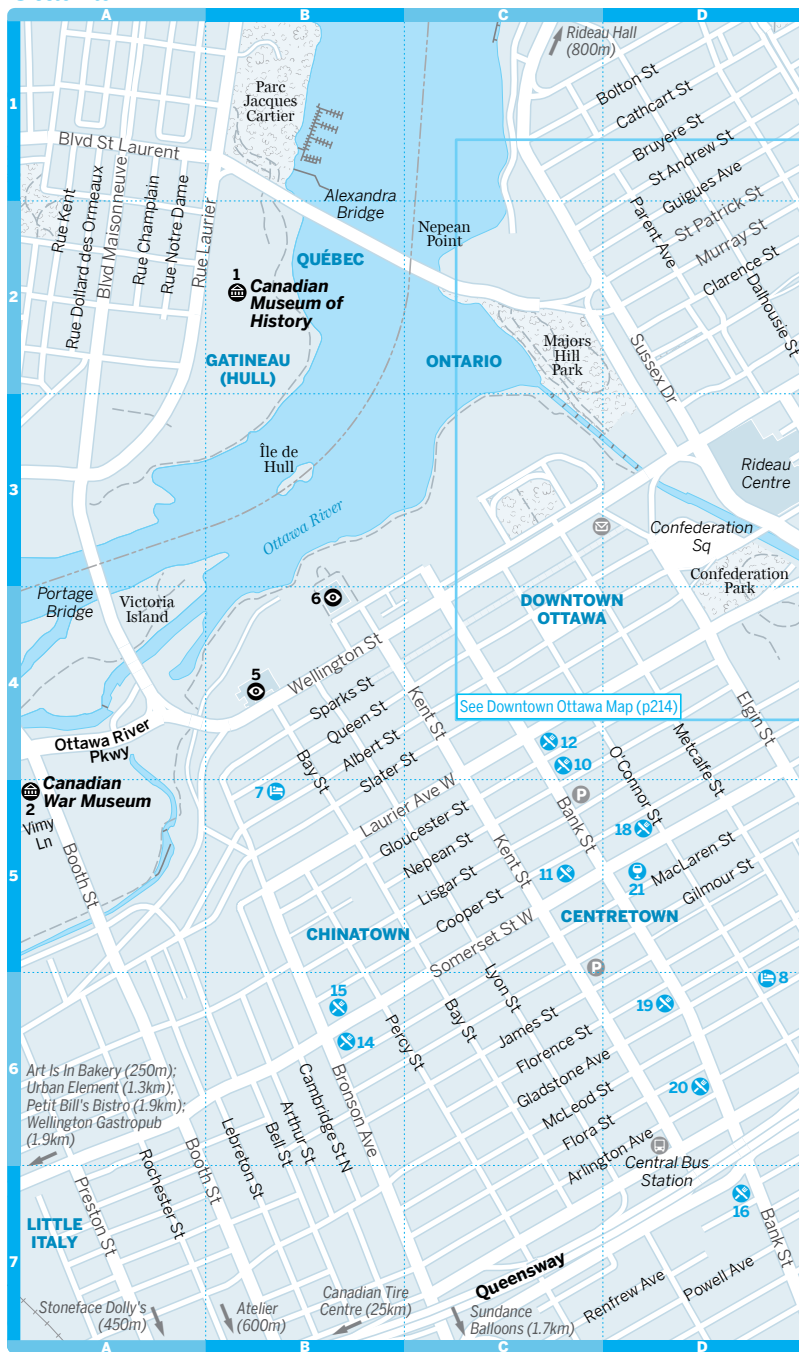 A
B
C
D
1
2
3
4
5
6
7
Rideau Hall
(800m)
Parc
Jacques
Cartier
Bolton St
Cathcart St
Bruyere St
St Andrew St
Guigues Ave
St Patrick St
Murray St
Clarence St
Parent Ave
Dalhousie St
Blvd St Laurent
Rue Kent
Rue Dollard des Ormeaux
Blvd Maisonneuve
Rue Champlain
Rue Notre Dame
Rue Laurier
Alexandra
Bridge
Nepean
Point
QUÉBEC
1
Canadian
Museum of
History
GATINEAU
(HULL)
ONTARIO
Majors
Hill
Park
Sussex Dr
Île de
Hull
Ottawa River
Rideau
Centre
Confederation
Sq
Confederation
Park
Portage
Bridge
Victoria
Island
6
DOWNTOWN
OTTAWA
5
Wellington St
Sparks St
Queen St
Albert St
Slater St
Kent St
See Downtown Ottawa Map (p214)
Elgin St
Ottawa River
Pkwy
Bay St
12
10
O'Connor St
Metcalfe St
Canadian
War Museum
2
Vimy
Ln
7
Laurier Ave W
Bank St
P
18
Booth St
Gloucester St
Nepean St
Lisgar St
Cooper St
Somerset St W
Kent St
11
21
MacLaren St
Gilmour St
CHINATOWN
CENTRETOWN
P
8
15
14
Lyon St
Bay St
Percy St
James St
Florence St
Gladstone Ave
McLeod St
Flora St
Arlington Ave
19
20
Art Is In Bakery (250m);
Urban Element (1.3km);
Petit Bill's Bistro (1.9km);
Wellington Gastropub
(1.9km)
Bronson Ave
Cambridge St N
Arthur St
Bell St
Lebreton St
Booth St
Rochester St
Preston St
Central Bus
Station
16
LITTLE
ITALY
Bank St
Queensway
Renfrew Ave
Powell Ave
Stoneface Dolly's
(450m)
Atelier
(600m)
Canadian Tire
Centre (25km)
Sundance
Balloons (1.7km)
A
B
C
D